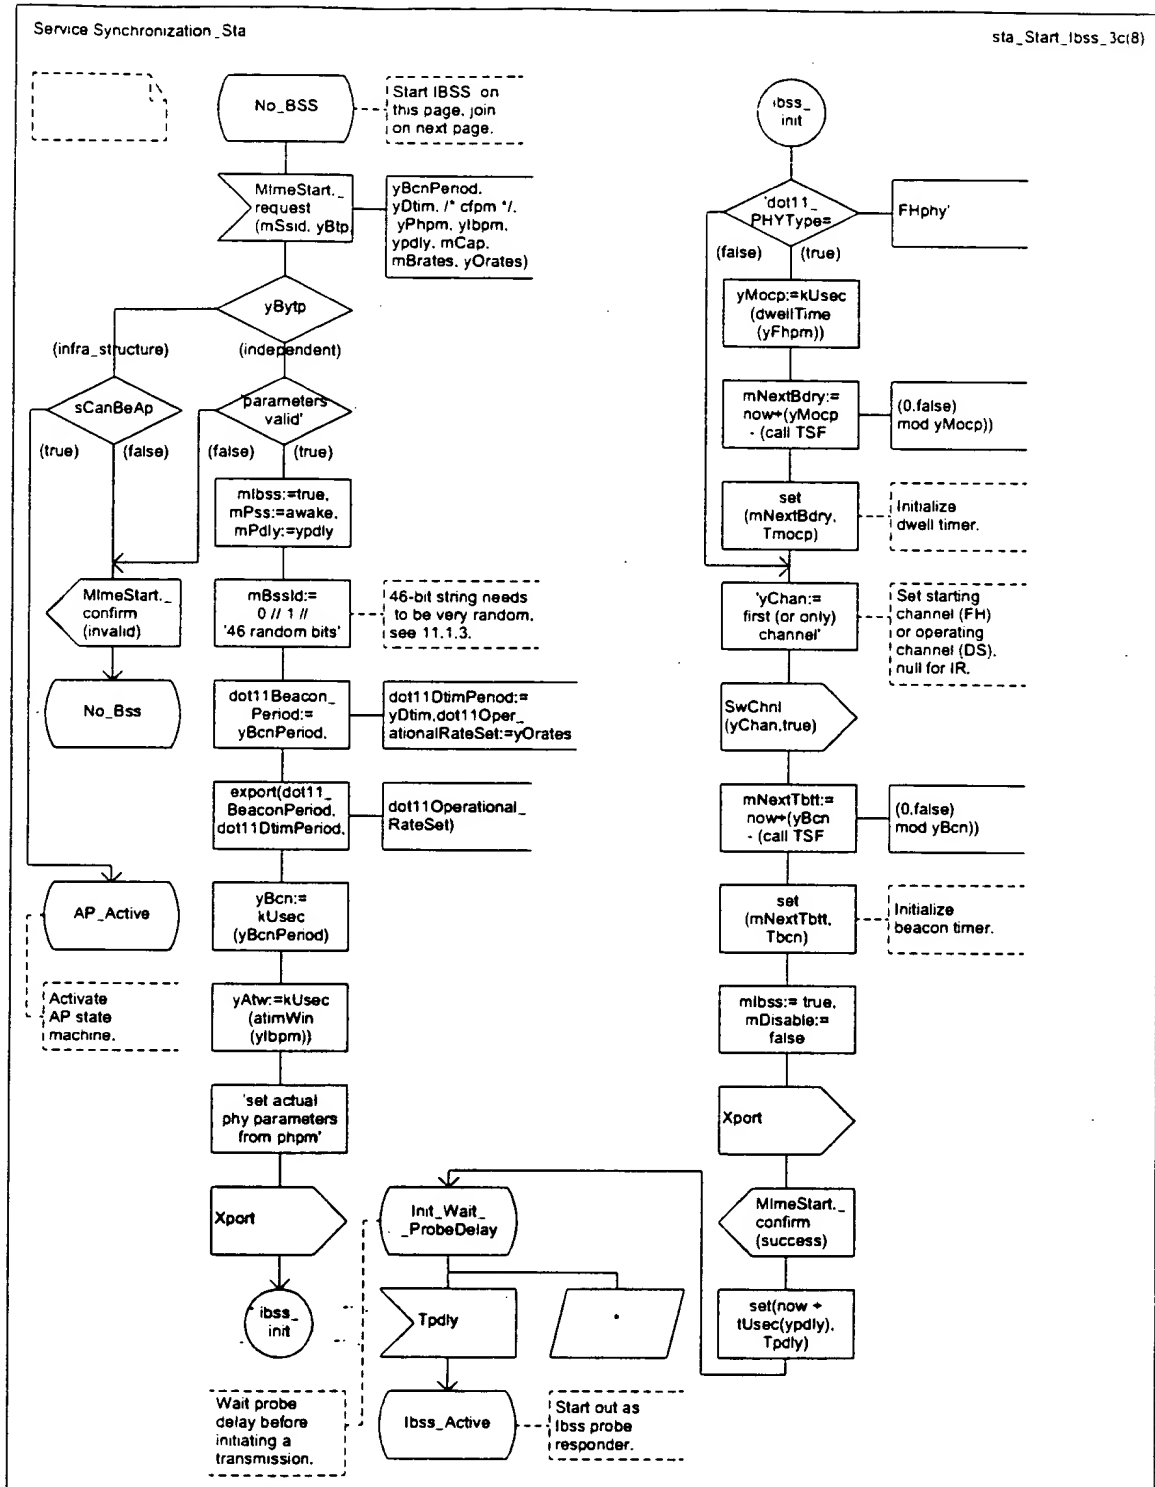 Service Synchronization_Sta
sta_Start_Ibss_3c(8)
No_BSS
Start IBSS on
this page, join
on next page.
MlmeStart._
request
(mSsid, yBtp,
yBcnPeriod,
yDtim, /* cfpm */,
yPhpm, yIbpm,
ypdly, mCap,
mBrates, yOrates)
yBytp
(infra_structure)
(independent)
sCanBeAp
(true)
(false)
'parameters
valid'
(false)
(true)
mIbss:=true,
mPss:=awake,
mPdly:=ypdly
MlmeStart._
confirm
(invalid)
No_Bss
mBssId:=
0 // 1 //
'46 random bits'
46-bit string needs
to be very random,
see 11.1.3.
dot11Beacon_
Period:=
yBcnPeriod,
dot11DtimPeriod:=
yDtim,dot11Oper_
ationalRateSet:=yOrates
export(dot11_
BeaconPeriod,
dot11DtimPeriod,
dot11Operational_
RateSet)
AP_Active
Activate
AP state
machine.
yBcn:=
kUsec
(yBcnPeriod)
yAtw:=kUsec
(atimWin
(yIbpm))
'set actual
phy parameters
from phpm'
Xport
ibss_
init
Wait probe
delay before
initiating a
transmission.
Init_Wait_
_ProbeDelay
Tpdly
*
Ibss_Active
Start out as
Ibss probe
responder.
ibss_
init
'dot11_
PHYType=
FHphy'
(false)
(true)
yMocp:=kUsec
(dwellTime
(yFhpm))
mNextBdry:=
now+(yMocp
- (call TSF
(0,false)
mod yMocp))
set
(mNextBdry,
Tmocp)
Initialize
dwell timer.
'yChan:=
first (or only)
channel'
Set starting
channel (FH)
or operating
channel (DS),
null for IR.
SwChnl
(yChan,true)
mNextTbtt:=
now+(yBcn
- (call TSF
(0,false)
mod yBcn))
set
(mNextTbtt,
Tbcn)
Initialize
beacon timer.
mIbss:= true,
mDisable:=
false
Xport
MlmeStart._
confirm
(success)
set(now +
tUsec(ypdly),
Tpdly)